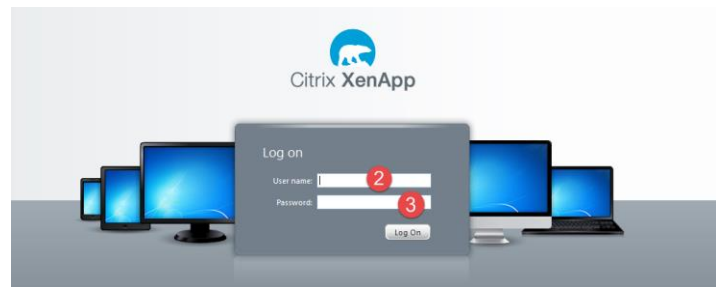 Citrix XenApp
Log on
User name: 2
Password: 3
Log On